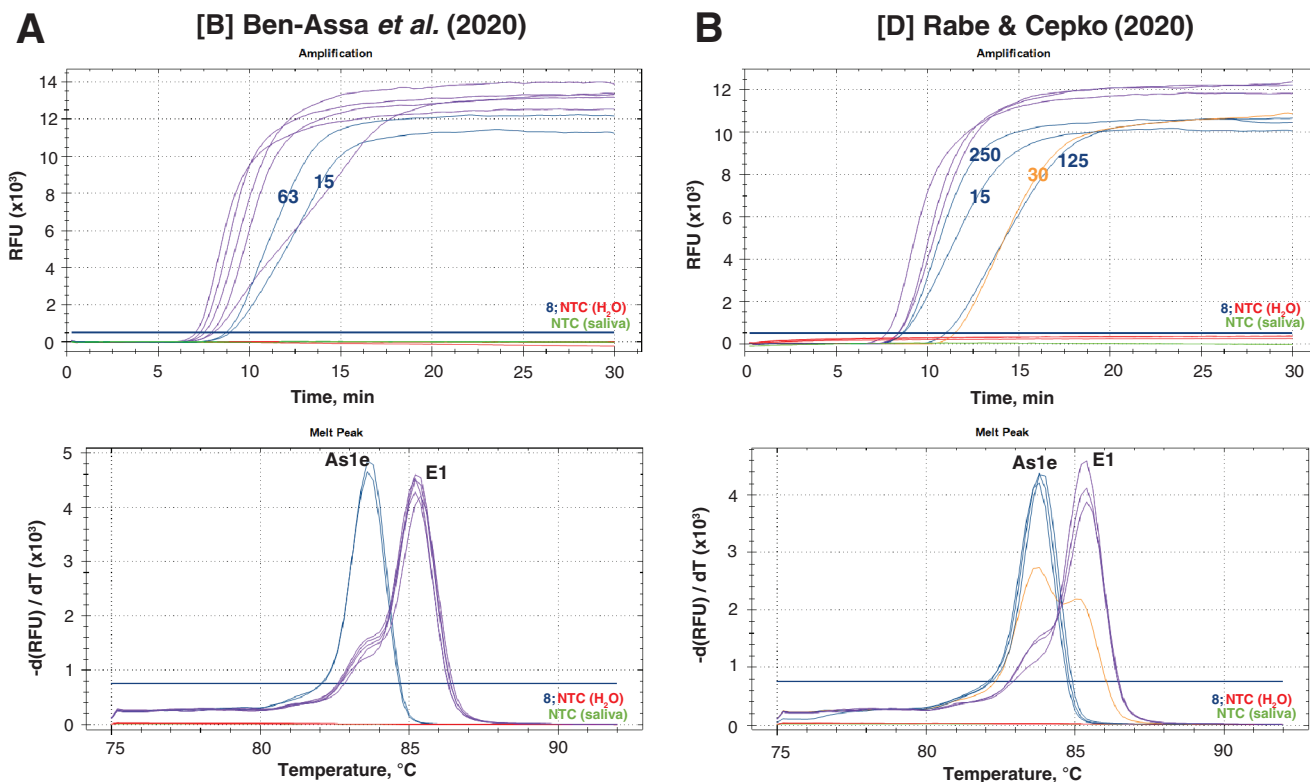 A
[B] Ben-Assa et al. (2020)
Amplification
14
12
10
8
6
4
2
0
RFU (x10³)
63
15
8; NTC (H₂O)
NTC (saliva)
0
5
10
15
20
25
30
Time, min
B
[D] Rabe & Cepko (2020)
Amplification
12
10
8
6
4
2
0
RFU (x10³)
250
15
30
125
8; NTC (H₂O)
NTC (saliva)
0
5
10
15
20
25
30
Time, min
Melt Peak
5
4
3
2
1
0
-d(RFU) / dT (x10³)
As1e
E1
8; NTC (H₂O)
NTC (saliva)
75
80
85
90
Temperature, °C
Melt Peak
4
3
2
1
0
-d(RFU) / dT (x10³)
As1e
E1
8; NTC (H₂O)
NTC (saliva)
75
80
85
90
Temperature, °C